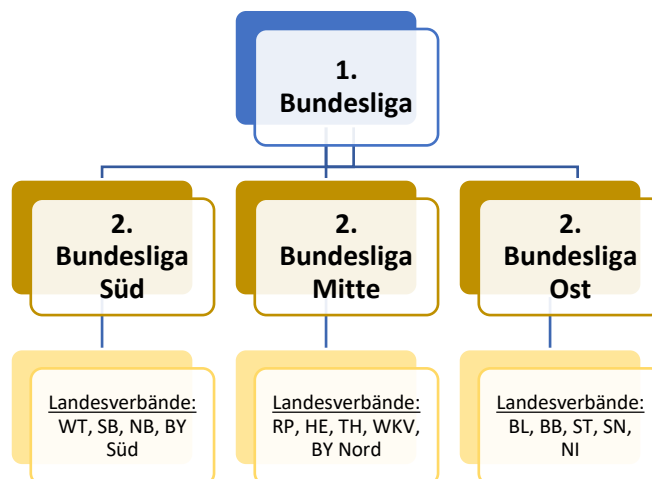 1.
Bundesliga
2.
Bundesliga
Süd
2.
Bundesliga
Mitte
2.
Bundesliga
Ost
Landesverbände:
WT, SB, NB, BY
Süd
Landesverbände:
RP, HE, TH, WKV,
BY Nord
Landesverbände:
BL, BB, ST, SN,
NI